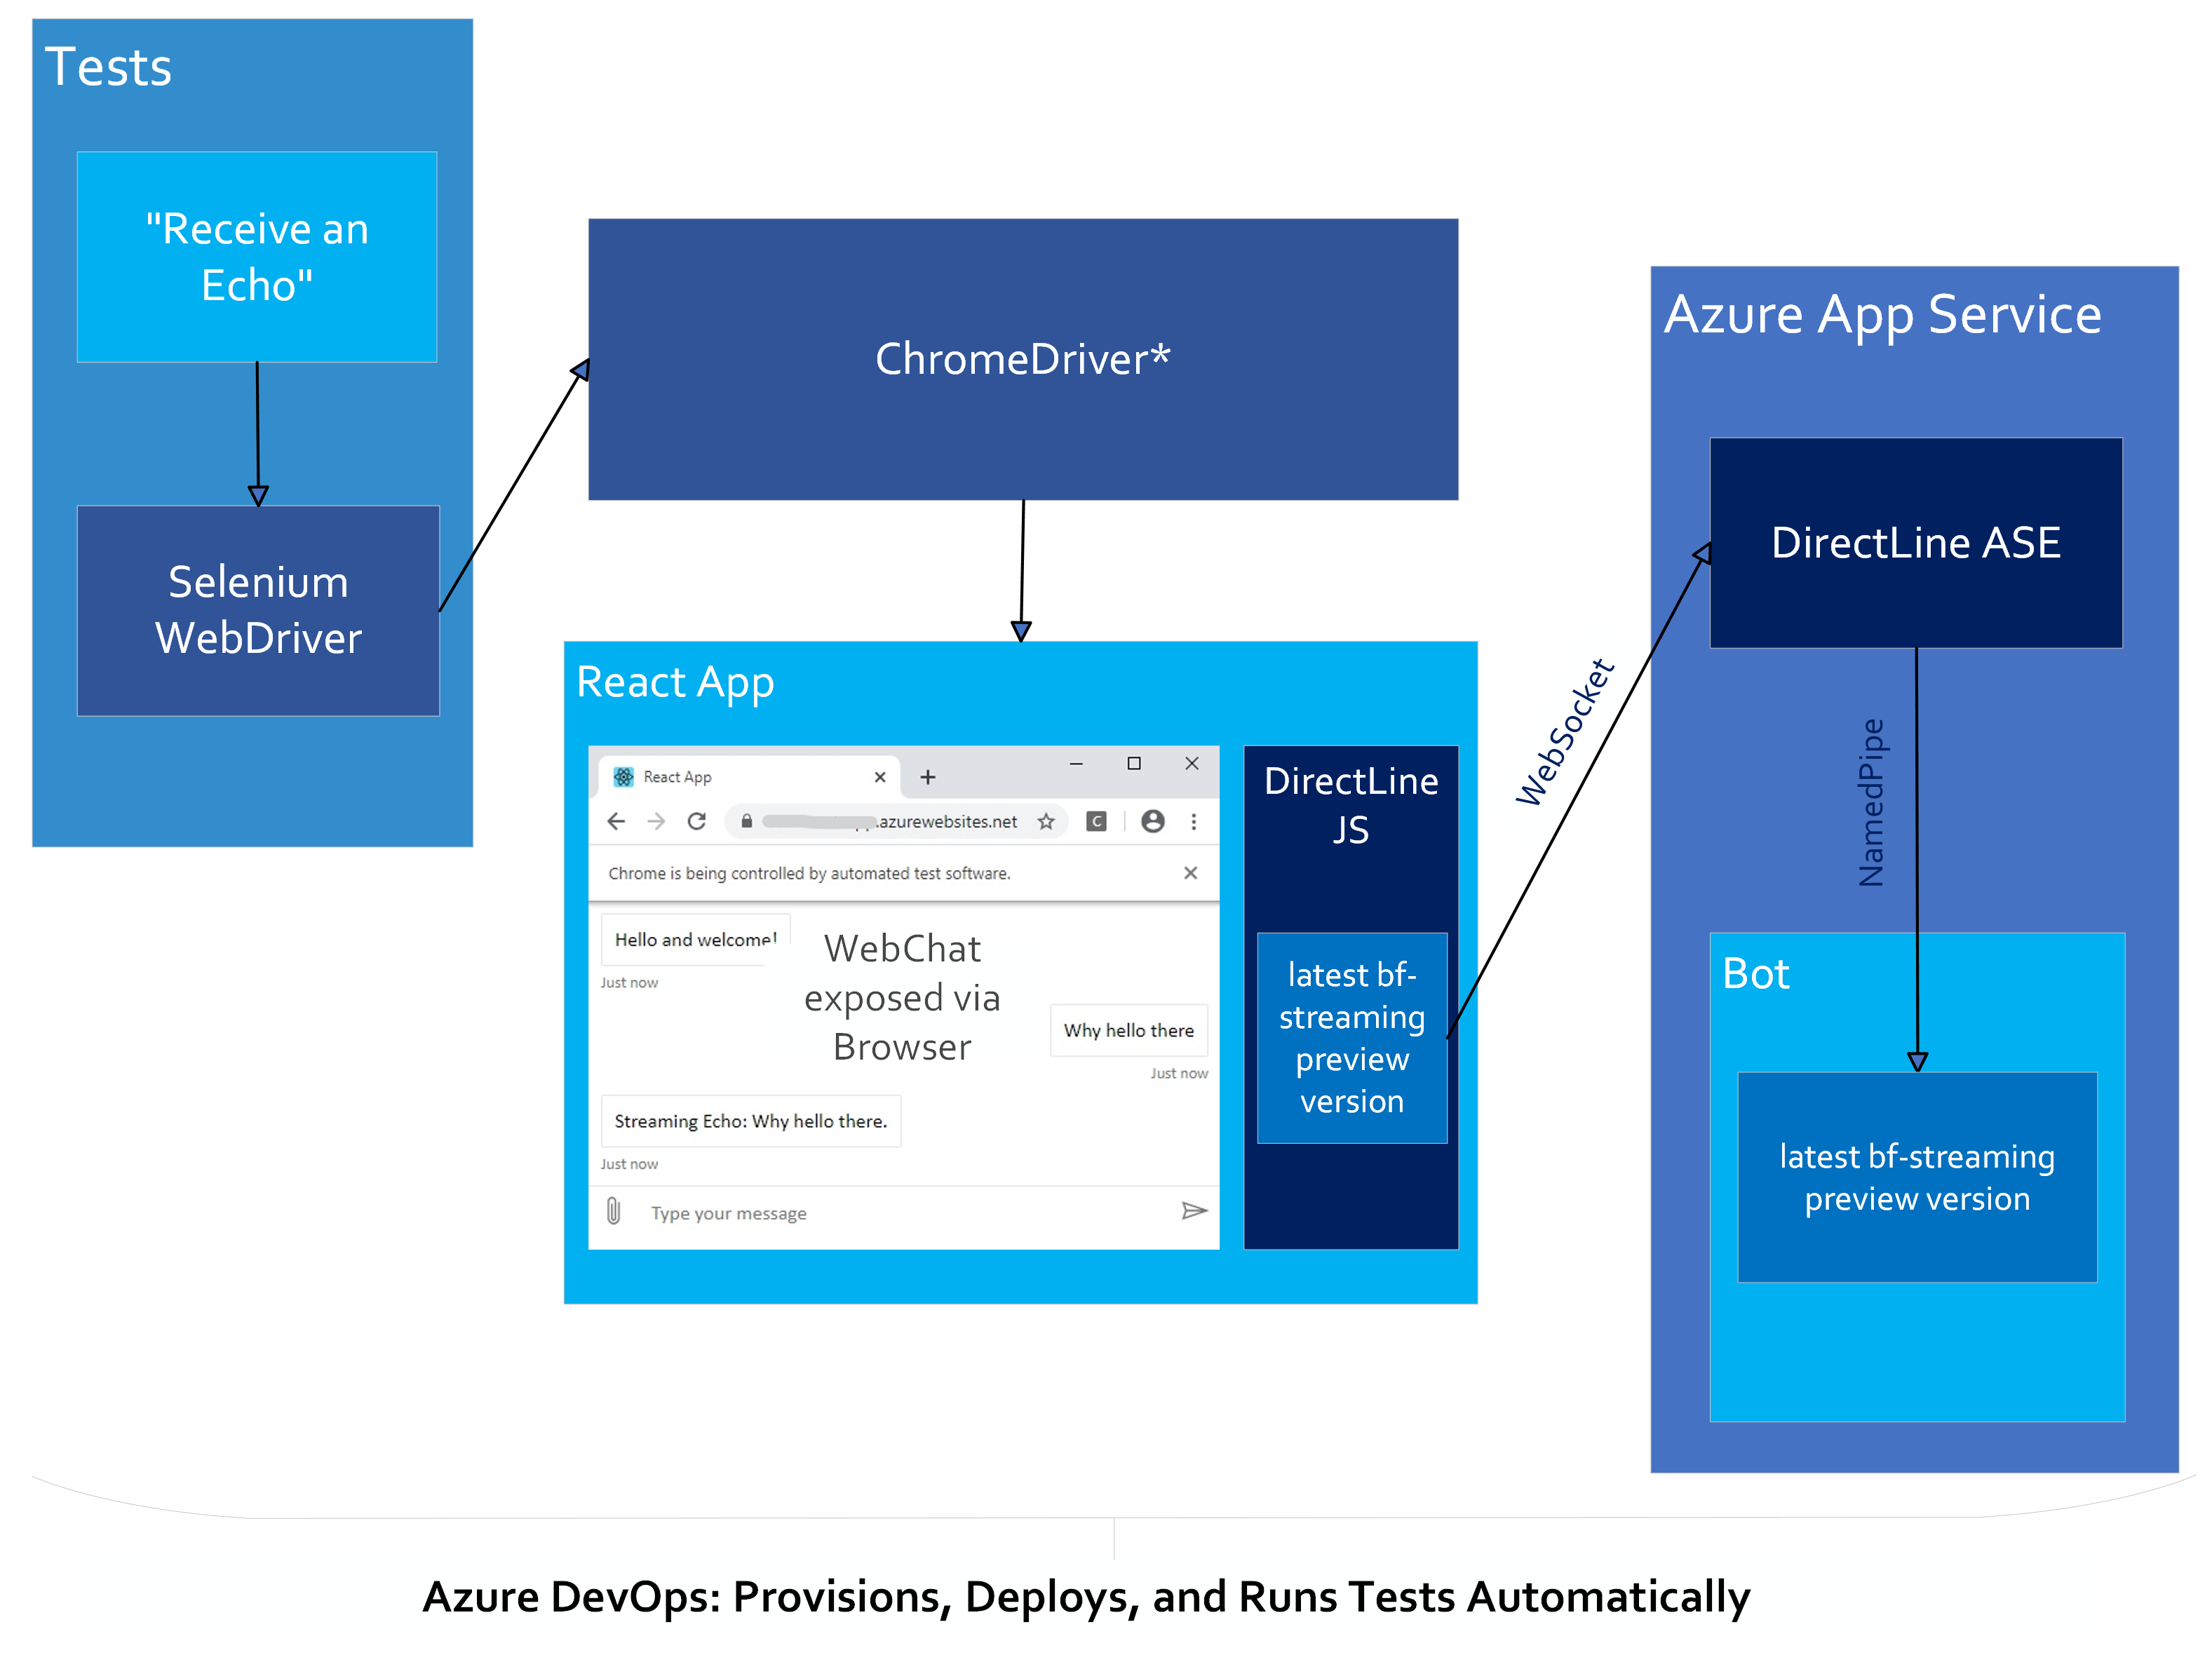 Tests
"Receive an
Echo"
Selenium
WebDriver
ChromeDriver*
React App
React App
.azurewebsites.net
Chrome is being controlled by automated test software.
Hello and welcome!
Just now
WebChat
exposed via
Browser
Why hello there
Just now
Streaming Echo: Why hello there.
Just now
Type your message
DirectLine
JS
latest bf-
streaming
preview
version
WebSocket
Azure App Service
DirectLine ASE
NamedPipe
Bot
latest bf-streaming
preview version
Azure DevOps: Provisions, Deploys, and Runs Tests Automatically